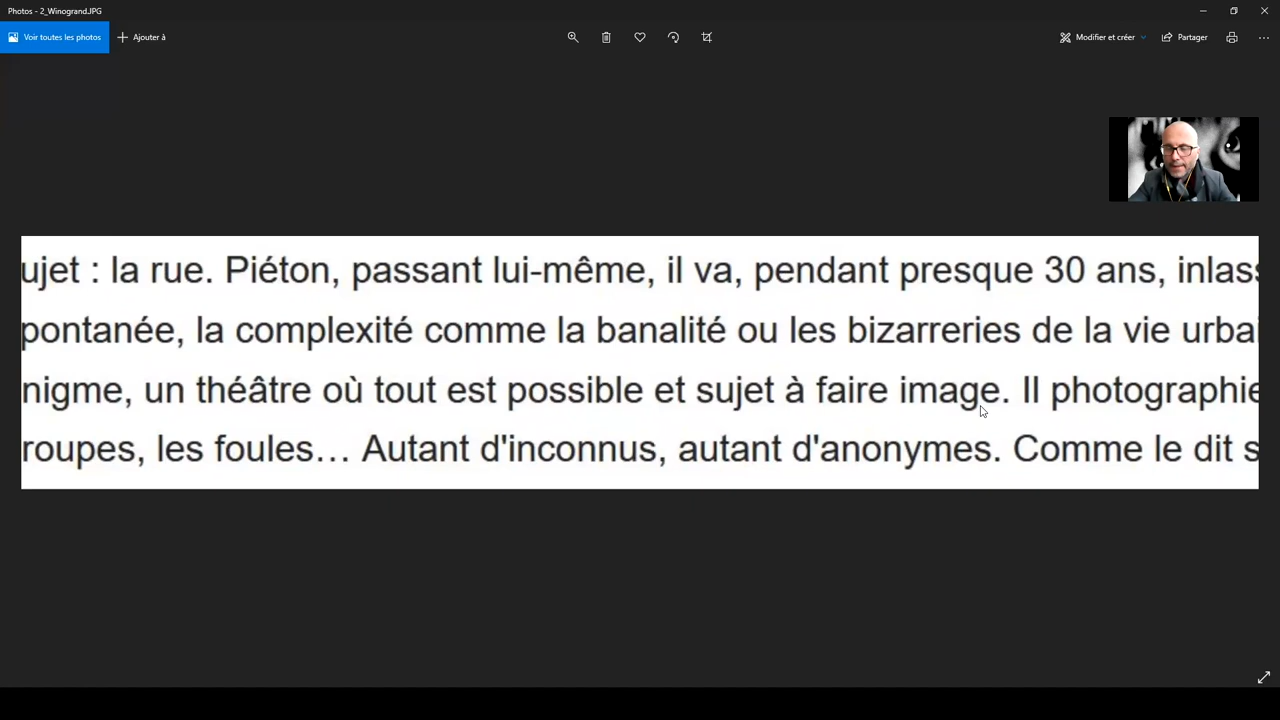 Photos - 2_Winogrand.JPG
Voir toutes les photos
Ajouter à
Modifier et créer
Partager
ujet : la rue. Piéton, passant lui-même, il va, pendant presque 30 ans, inlass
pontanée, la complexité comme la banalité ou les bizarreries de la vie urbai
nigme, un théâtre où tout est possible et sujet à faire image. Il photographie
roupes, les foules… Autant d'inconnus, autant d'anonymes. Comme le dit s